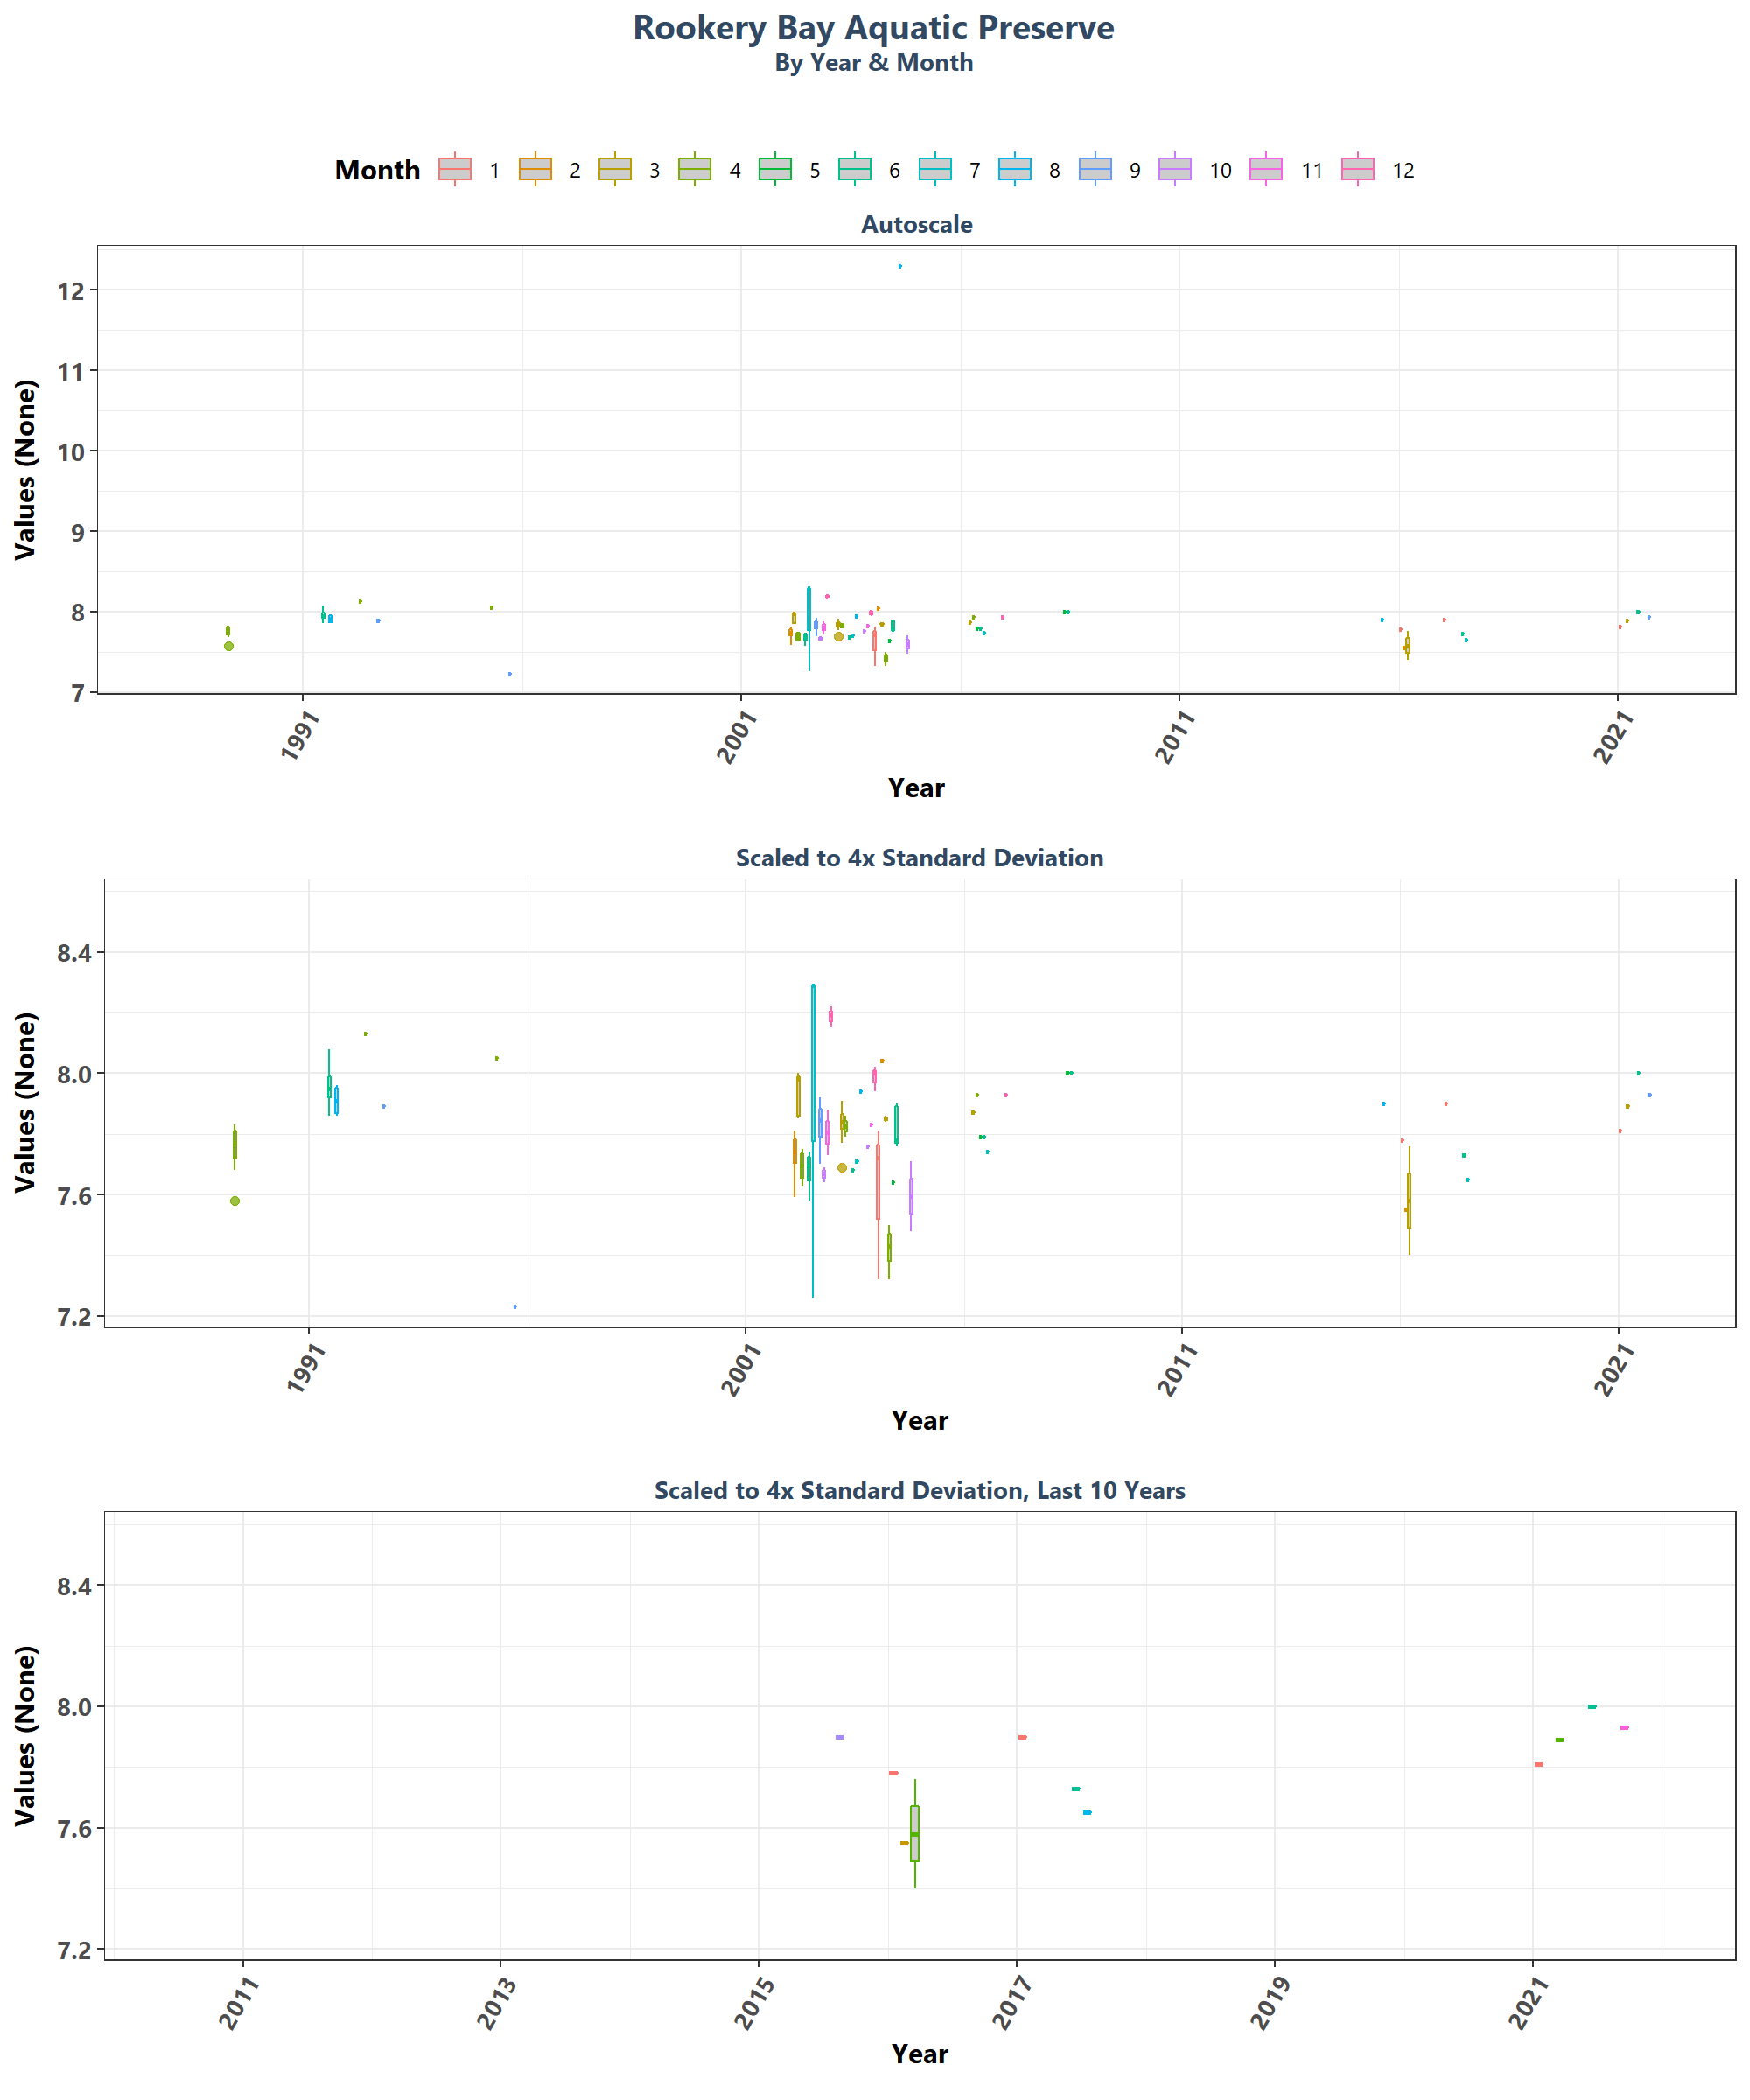 Rookery Bay Aquatic Preserve
By Year & Month
Month 1 2 3 4 5 6 7 8 9 10 11 12
Autoscale
Values (None)
12
11
10
9
8
7
1991 2001 2011 2021
Year
Scaled to 4x Standard Deviation
Values (None)
8.4
8.0
7.6
7.2
1991 2001 2011 2021
Year
Scaled to 4x Standard Deviation, Last 10 Years
Values (None)
8.4
8.0
7.6
7.2
2011 2013 2015 2017 2019 2021
Year